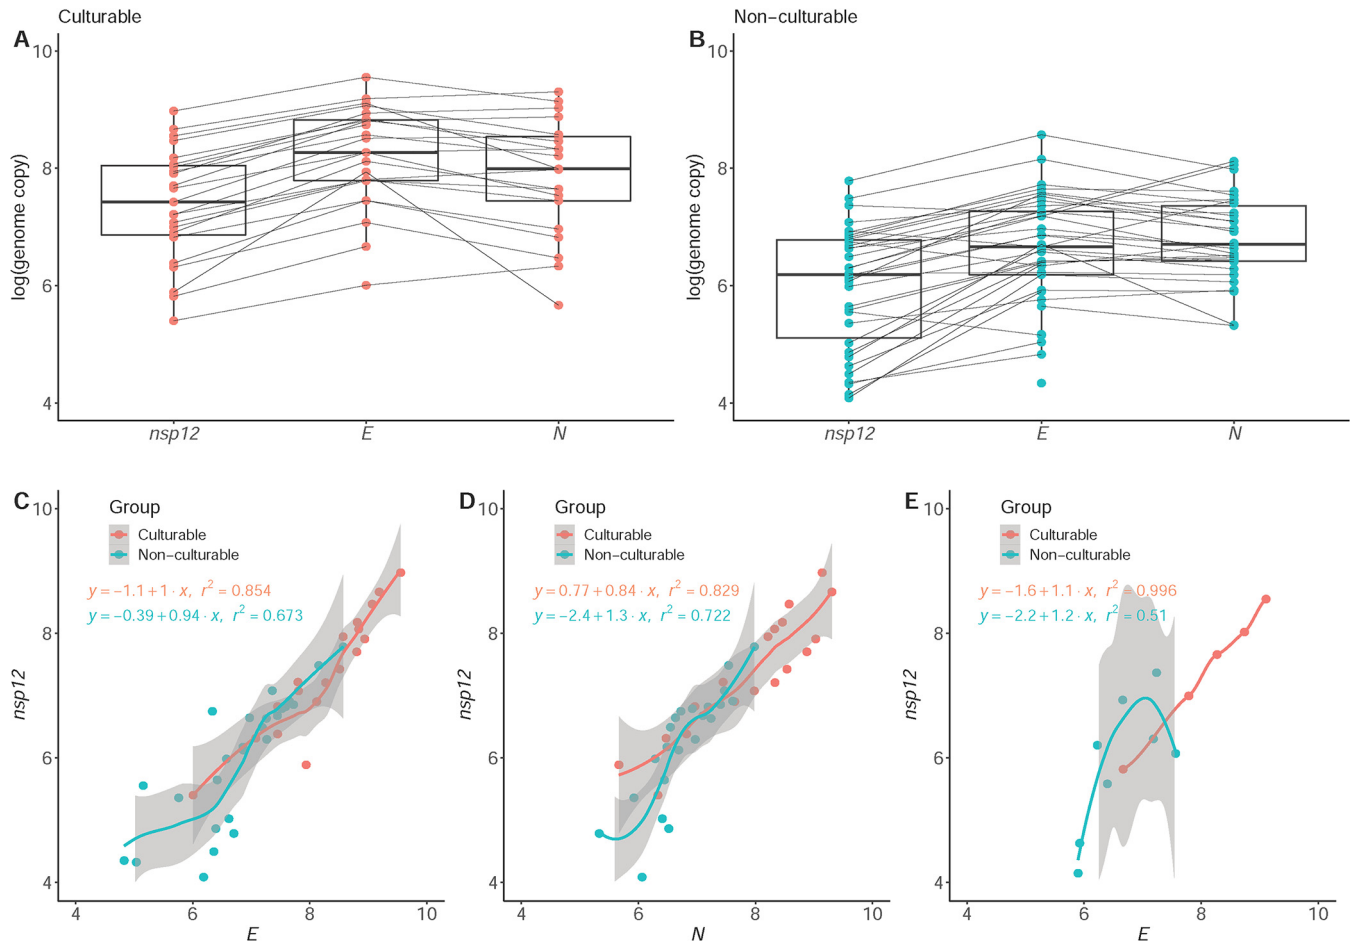 Culturable
A
10
8
6
4
log(genome copy)
nsp12 E N
Non−culturable
B
10
8
6
4
log(genome copy)
nsp12 E N
C
Group
Culturable
Non−culturable
y = −1.1 + 1 · x, r² = 0.854
y = −0.39 + 0.94 · x, r² = 0.673
10
8
6
4
nsp12
4 6 8 10
E
D
Group
Culturable
Non−culturable
y = 0.77 + 0.84 · x, r² = 0.829
y = −2.4 + 1.3 · x, r² = 0.722
10
8
6
4
nsp12
4 6 8 10
N
E
Group
Culturable
Non−culturable
y = −1.6 + 1.1 · x, r² = 0.996
y = −2.2 + 1.2 · x, r² = 0.51
10
8
6
4
nsp12
4 6 8 10
E